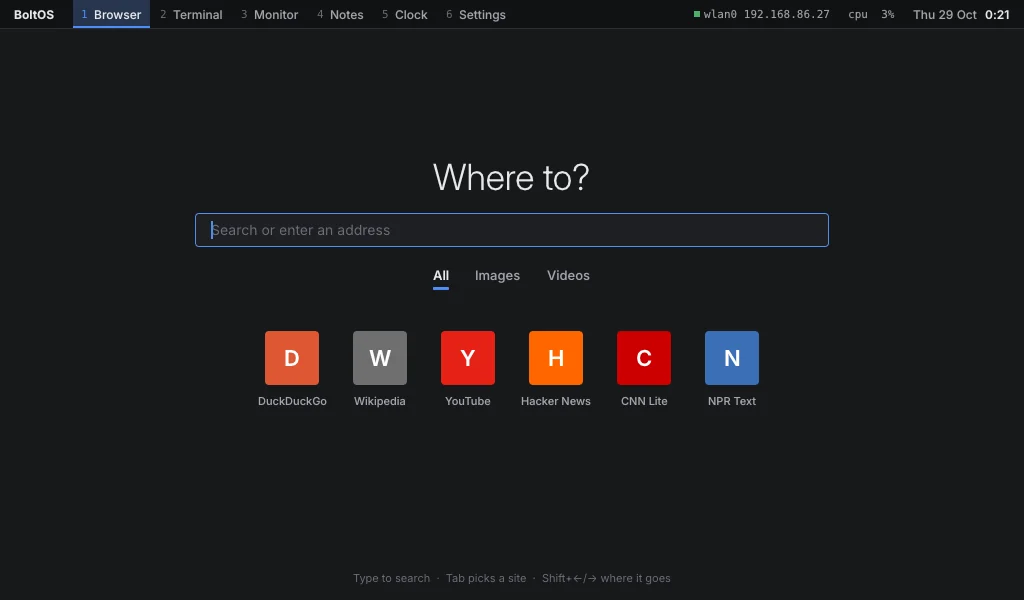 BoltOS 1 Browser 2 Terminal 3 Monitor 4 Notes 5 Clock 6 Settings wlan0 192.168.86.27 cpu 3% Thu 29 Oct 0:21
Where to?
Search or enter an address
All Images Videos
D W Y H C N
DuckDuckGo Wikipedia YouTube Hacker News CNN Lite NPR Text
Type to search · Tab picks a site · Shift+←/→ where it goes